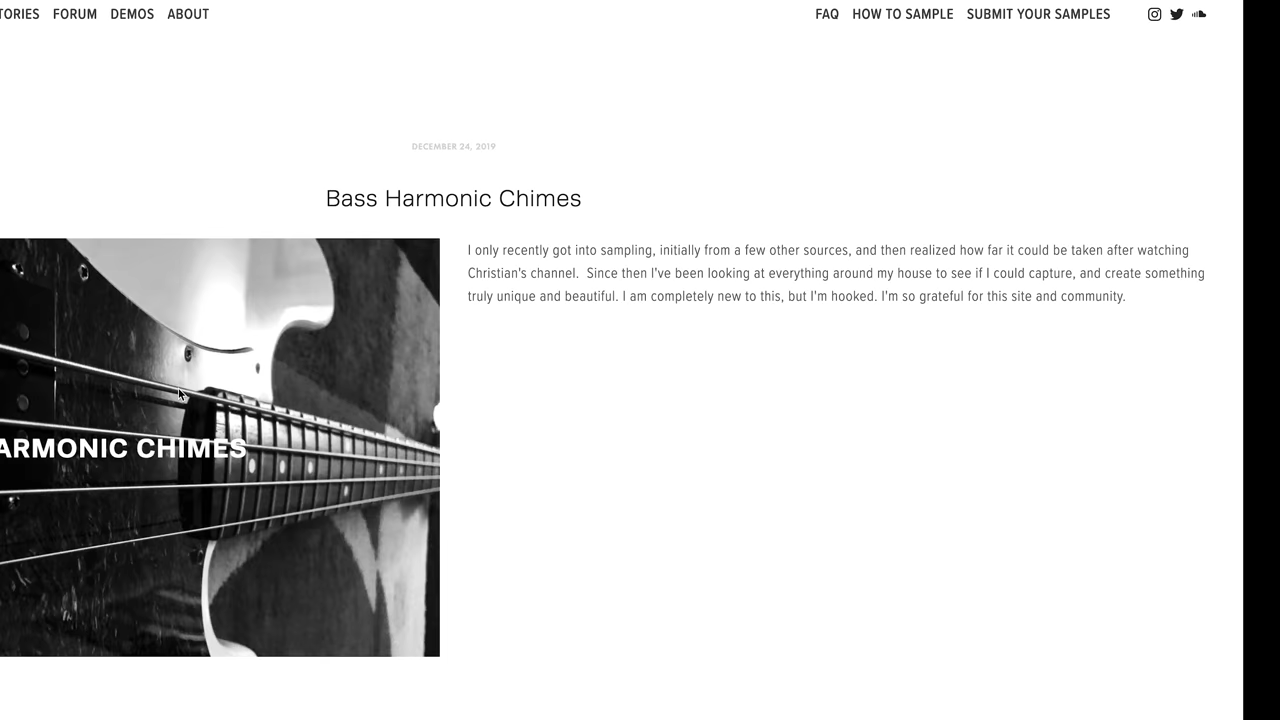 FORUM DEMOS ABOUT FAQ HOW TO SAMPLE SUBMIT YOUR SAMPLES
DECEMBER 24, 2019
Bass Harmonic Chimes
I only recently got into sampling, initially from a few other sources, and then realized how far it could be taken after watching
Christian's channel. Since then I've been looking at everything around my house to see if I could capture, and create something
truly unique and beautiful. I am completely new to this, but I'm hooked. I'm so grateful for this site and community.
ARMONIC CHIMES